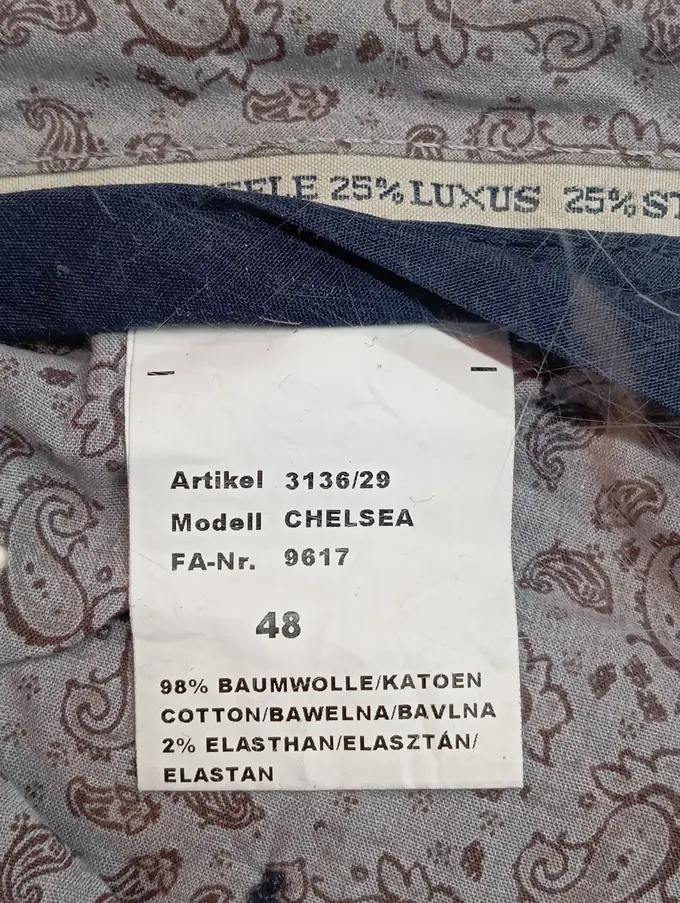 25% LUXUS 25% ST
Artikel 3136/29
Modell CHELSEA
FA-Nr. 9617
48
98% BAUMWOLLE/KATOEN
COTTON/BAWELNA/BAVLNA
2% ELASTHAN/ELASZTÁN/
ELASTAN